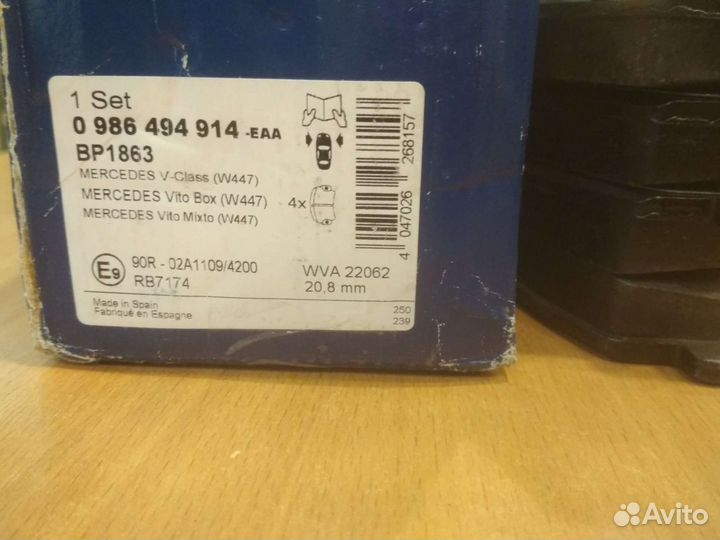 1 Set
0 986 494 914 -EAA
BP1863
MERCEDES V-Class (W447)
MERCEDES Vito Box (W447)
MERCEDES Vito Mixto (W447)
4x
4 047026 268157
E9
90R - 02A1109/4200
RB7174
WVA 22062
20,8 mm
Made in Spain
Fabriqué en Espagne
250
239
Avito